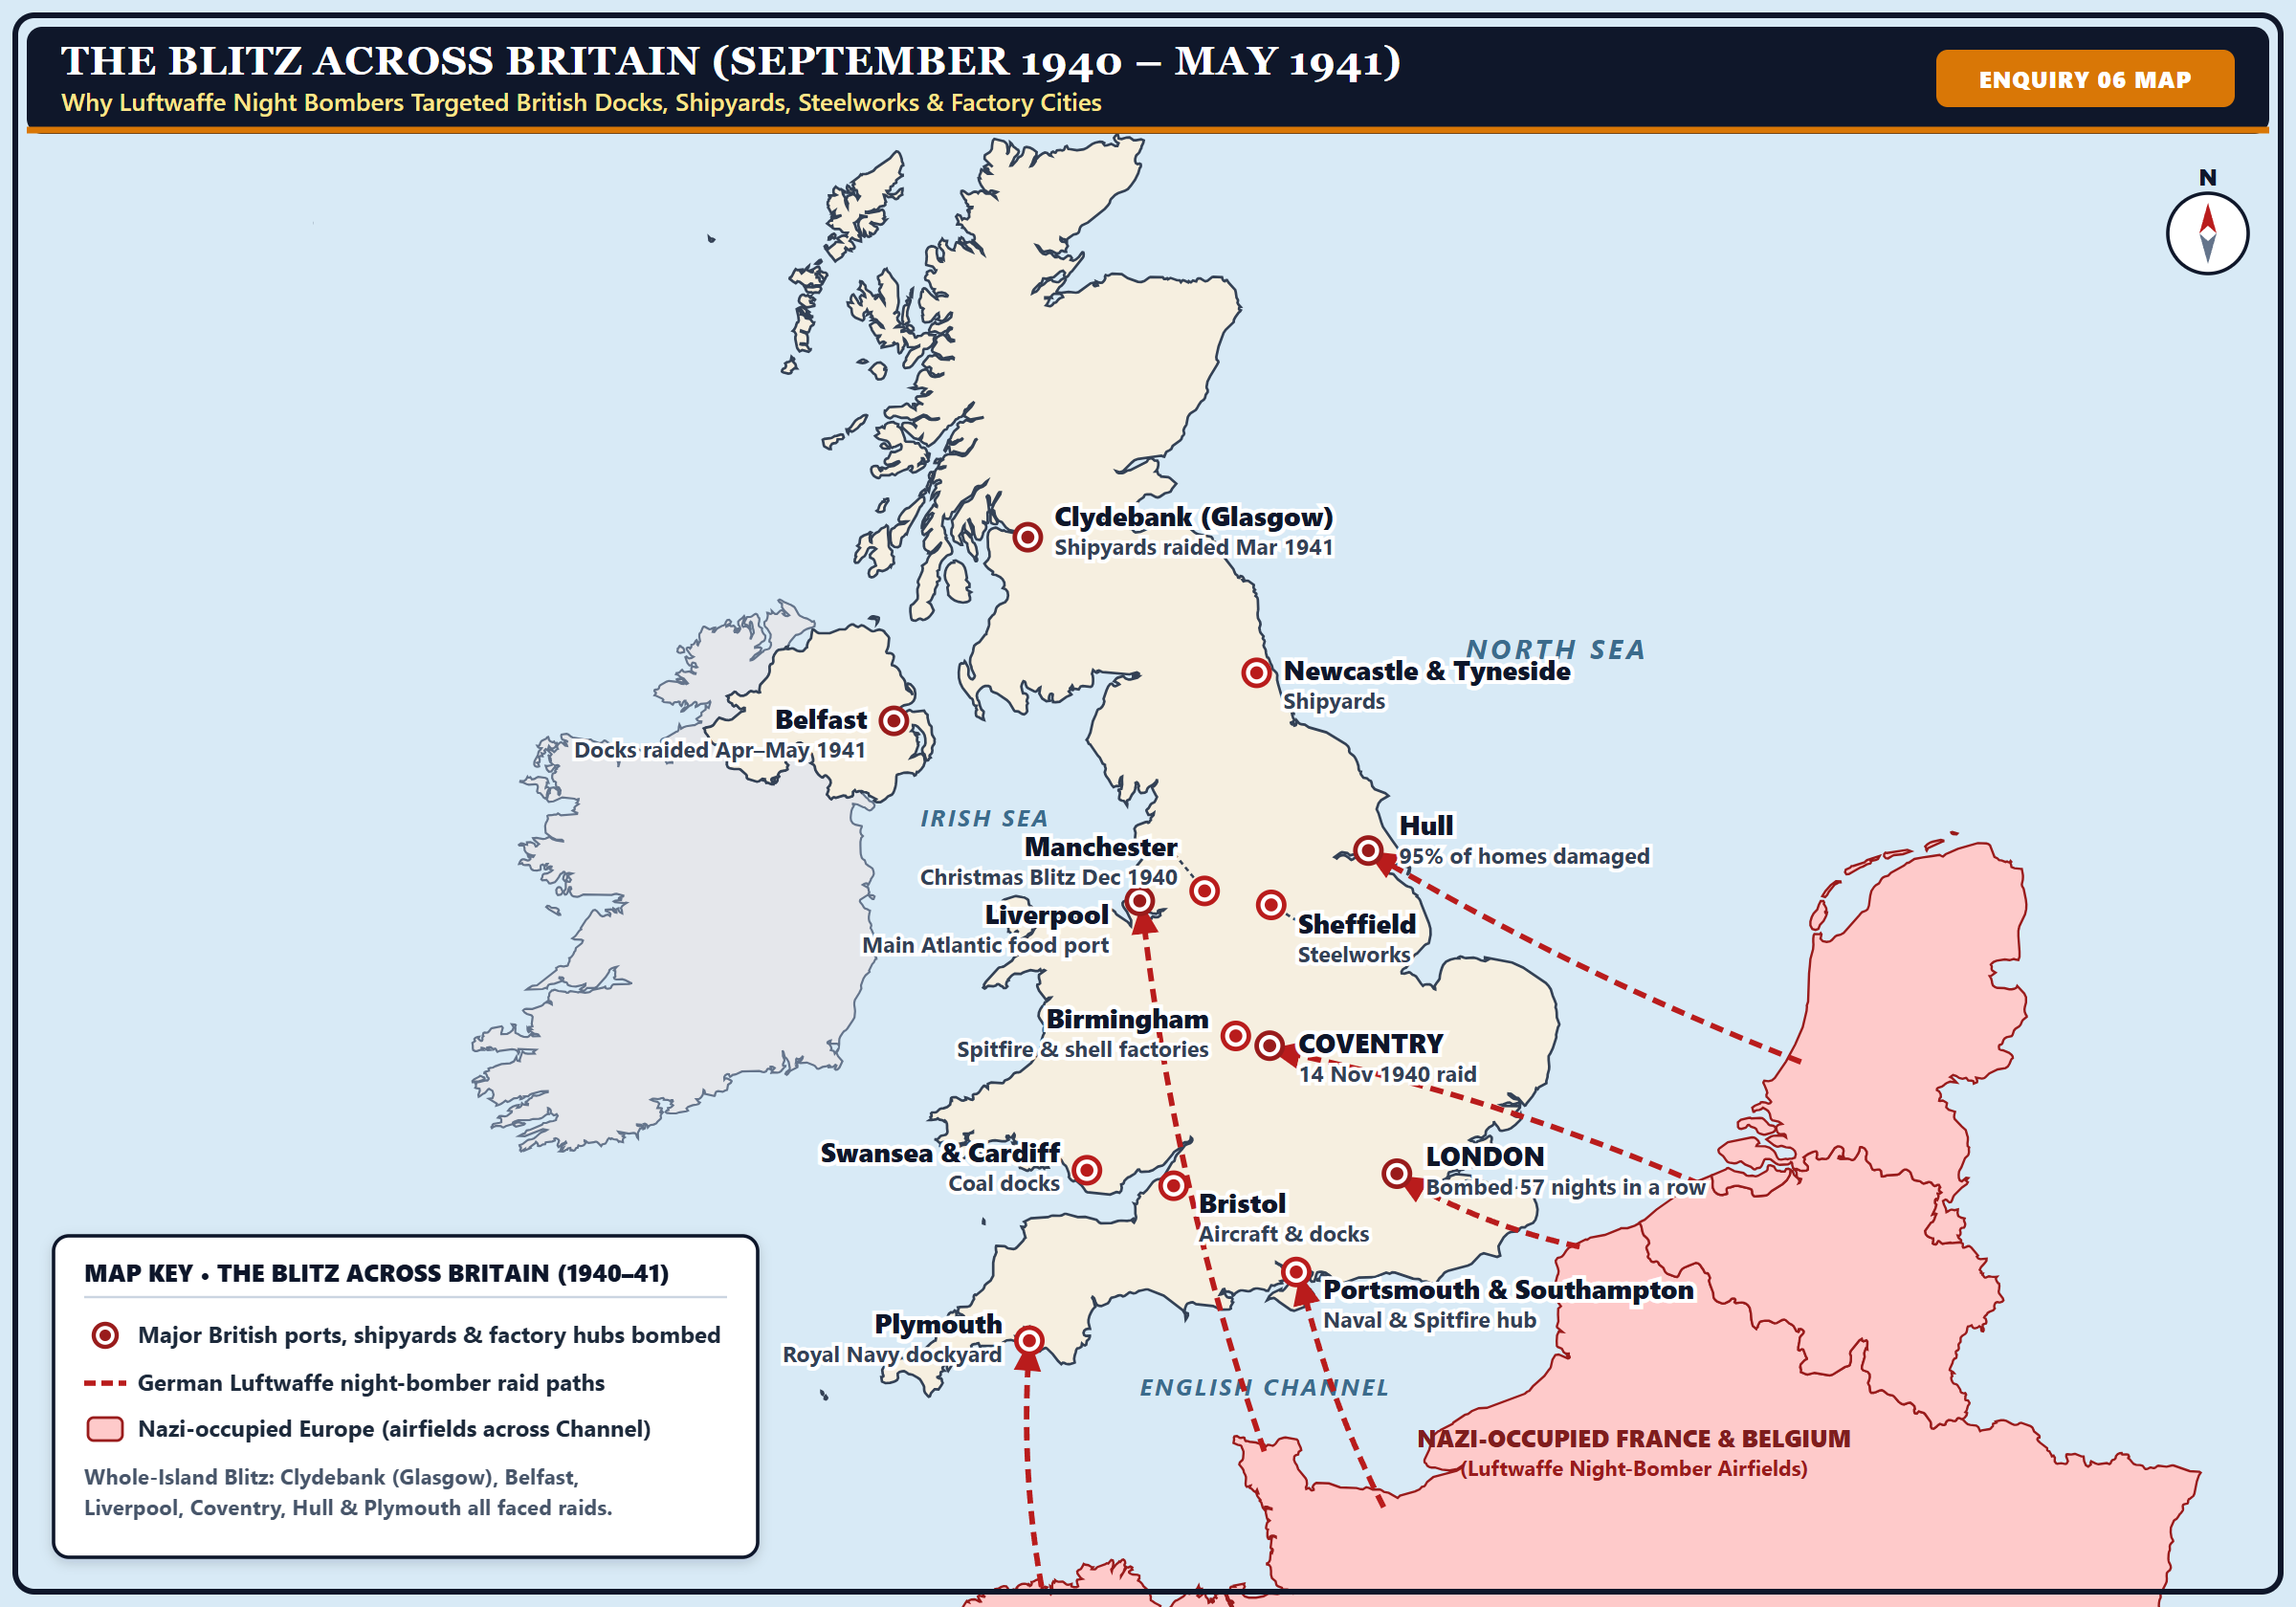 THE BLITZ ACROSS BRITAIN (SEPTEMBER 1940 – MAY 1941)
Why Luftwaffe Night Bombers Targeted British Docks, Shipyards, Steelworks & Factory Cities
ENQUIRY 06 MAP
N
Clydebank (Glasgow)
Shipyards raided Mar 1941
NORTH SEA
Newcastle & Tyneside
Shipyards
Belfast
Docks raided Apr–May 1941
IRISH SEA
Hull
95% of homes damaged
Manchester
Christmas Blitz Dec 1940
Liverpool
Main Atlantic food port
Sheffield
Steelworks
Birmingham
Spitfire & shell factories
COVENTRY
14 Nov 1940 raid
Swansea & Cardiff
Coal docks
LONDON
Bombed 57 nights in a row
Bristol
Aircraft & docks
Portsmouth & Southampton
Naval & Spitfire hub
Plymouth
Royal Navy dockyard
ENGLISH CHANNEL
NAZI-OCCUPIED FRANCE & BELGIUM
(Luftwaffe Night-Bomber Airfields)
MAP KEY • THE BLITZ ACROSS BRITAIN (1940–41)
Major British ports, shipyards & factory hubs bombed
German Luftwaffe night-bomber raid paths
Nazi-occupied Europe (airfields across Channel)
Whole-Island Blitz: Clydebank (Glasgow), Belfast,
Liverpool, Coventry, Hull & Plymouth all faced raids.